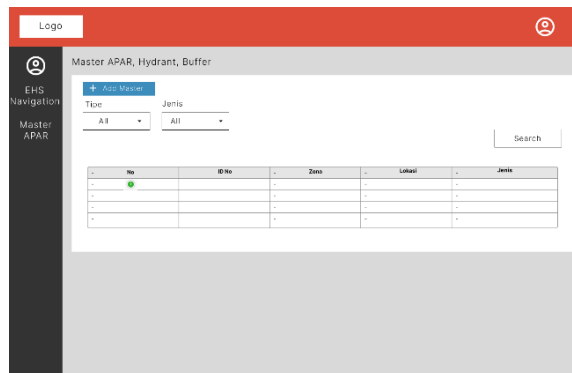 Logo
EHS
Navigation
Master
APAR
Master APAR, Hydrant, Buffer
+ Add Master
Tipe Jenis
All All
Search
- No ID No - Zona - Lokasi - Jenis
- - - -
- - - -
- - - -
- - - -